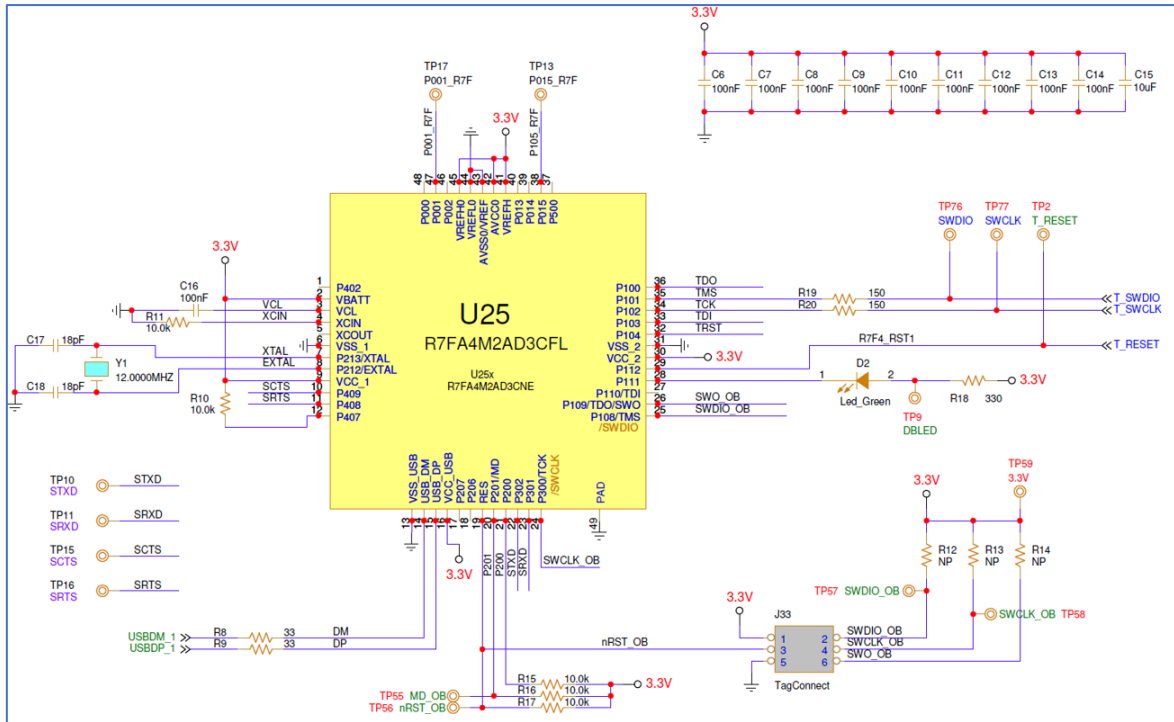 3.3V
C6
100nF
C7
100nF
C8
100nF
C9
100nF
C10
100nF
C11
100nF
C12
100nF
C13
100nF
C14
100nF
C15
10uF
TP17
P001_R7F
TP13
P015_R7F
P001_R7F
3.3V
P105_R7F
48 47 46 45 44 43 42 41 40 39 38 37
P000
P001
P002
VREFH0
VREFL0
AVSS0/VREF
AVCC0
VREFH
P013
P014
P015
P500
TP76
SWDIO
TP77
SWCLK
TP2
T_RESET
3.3V
C16
100nF
VCL
R11
10.0k
XCIN
C17
18pF
Y1
12.0000MHZ
C18
18pF
XTAL
EXTAL
R10
10.0k
SCTS
SRTS
1 P402
2 VBATT
3 VCL
4 XCIN
5 XCOUT
6 VSS_1
7 P213/XTAL
8 P212/EXTAL
9 VCC_1
10 P409
11 P408
12 P407
U25
R7FA4M2AD3CFL
U25x
R7FA4M2AD3CNE
P100 36 TDO
P101 35 TMS
P102 34 TCK
P103 33 TDI
P104 32 TRST
VSS_2 31
VCC_2 30
P112 29
P111 28
P110/TDI 27
P109/TDO/SWO 26 SWO_OB
P108/TMS 25 SWDIO_OB
/SWDIO
R19 150
R20 150
T_SWDIO
T_SWCLK
3.3V
R7F4_RST1
T_RESET
1
D2
2
Led_Green
R18
330
3.3V
TP9
DBLED
VSS_USB
USB_DM
USB_DP
VCC_USB
P207
P206
RES
P201/MD
P200
P302
P301
P300/TCK
/SWCLK
PAD
13 14 15 16 17 18 19 20 21 22 23 24
49
3.3V
P201
P200
STXD
SRXD
SWCLK_OB
TP10
STXD
STXD
TP11
SRXD
SRXD
TP15
SCTS
SCTS
TP16
SRTS
SRTS
USBDM_1
R8
33
DM
USBDP_1
R9
33
DP
TP59
3.3V
3.3V
R12
NP
R13
NP
R14
NP
TP57 SWDIO_OB
SWCLK_OB TP58
3.3V
J33
1 2 SWDIO_OB
3 4 SWCLK_OB
5 6 SWO_OB
nRST_OB
TagConnect
R15 10.0k
R16 10.0k
R17 10.0k
3.3V
TP55 MD_OB
TP56 nRST_OB